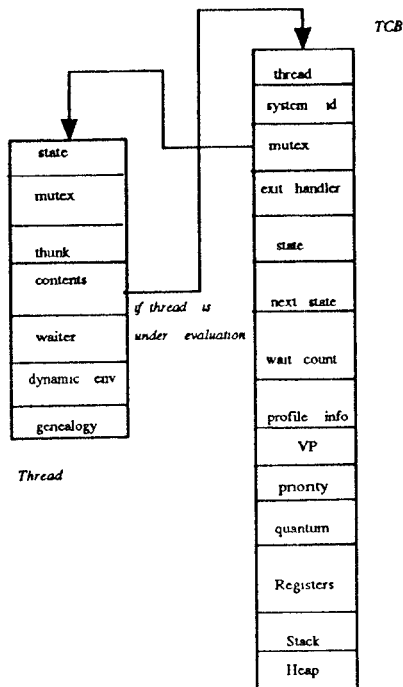 TCB
thread
system id
mutex
exit handler
state
next state
wait count
profile info
VP
priority
quantum
Registers
Stack
Heap
state
mutex
thunk
contents
waiter
dynamic env
genealogy
if thread is
under evaluation
Thread